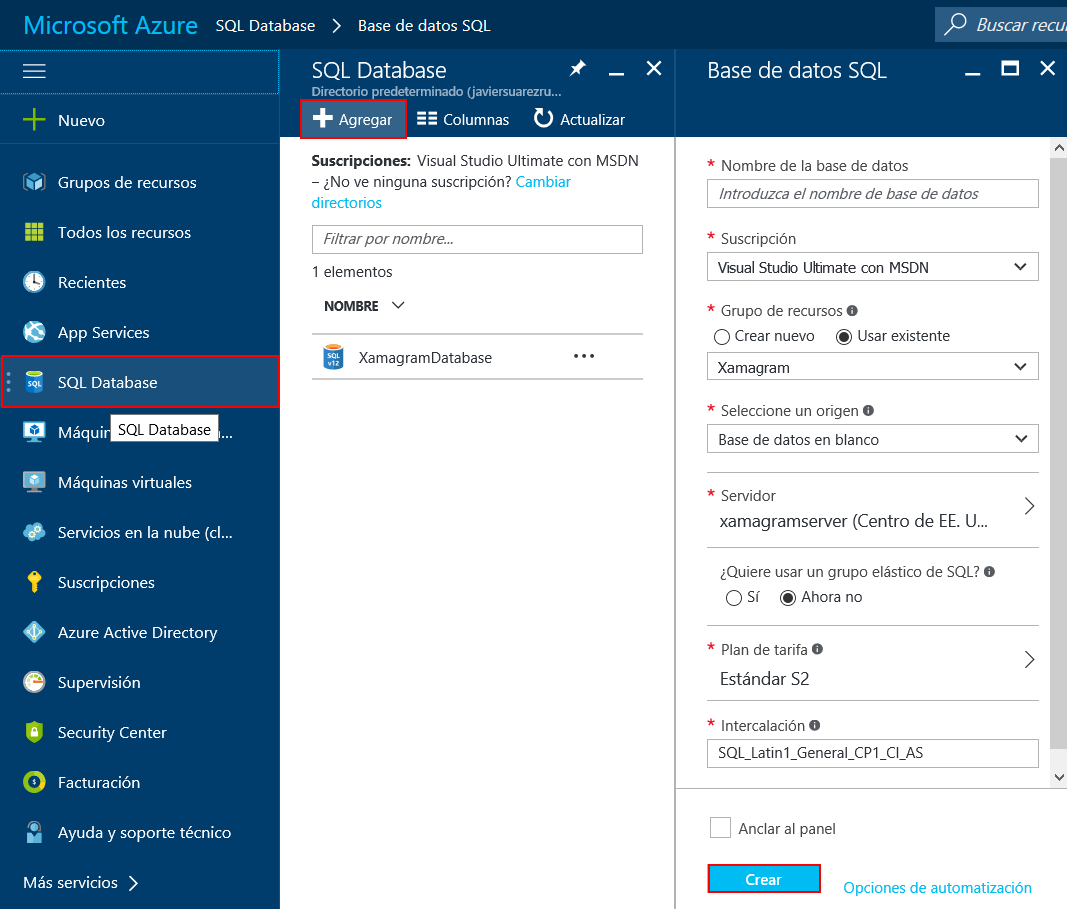 Microsoft Azure SQL Database > Base de datos SQL
Buscar recu
Nuevo
Grupos de recursos
Todos los recursos
Recientes
App Services
SQL Database
Máquin
...
SQL Database
Máquinas virtuales
Servicios en la nube (cl...
Suscripciones
Azure Active Directory
Supervisión
Security Center
Facturación
Ayuda y soporte técnico
Más servicios >
SQL Database
Directorio predeterminado (javiersuarezru...
Agregar Columnas Actualizar
Suscripciones: Visual Studio Ultimate con MSDN
– ¿No ve ninguna suscripción? Cambiar
directorios
Filtrar por nombre...
1 elementos
NOMBRE
SQL v12 XamagramDatabase ...
Base de datos SQL
* Nombre de la base de datos
Introduzca el nombre de base de datos
* Suscripción
Visual Studio Ultimate con MSDN
* Grupo de recursos
Crear nuevo Usar existente
Xamagram
* Seleccione un origen
Base de datos en blanco
* Servidor
xamagramserver (Centro de EE. U...
¿Quiere usar un grupo elástico de SQL?
Sí Ahora no
* Plan de tarifa
Estándar S2
* Intercalación
SQL_Latin1_General_CP1_CI_AS
Anclar al panel
Crear
Opciones de automatización